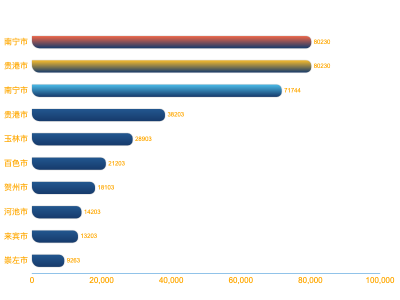 南宁市 80230
贵港市 80230
南宁市 71744
贵港市 38203
玉林市 28903
百色市 21203
贺州市 18103
河池市 14203
来宾市 13203
崇左市 9263
0 20,000 40,000 60,000 80,000 100,000